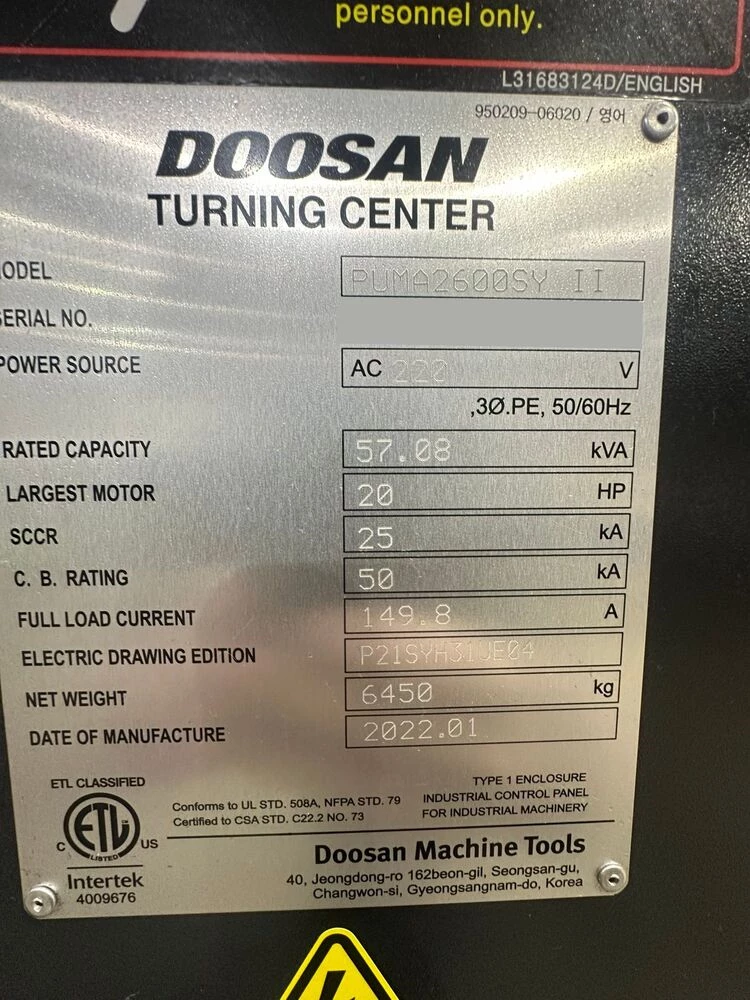 personnel only.
L31683124D/ENGLISH
950209-06020 / 영어
DOOSAN
TURNING CENTER
ODEL PUMA2600SY II
ERIAL NO.
POWER SOURCE AC 220 V
,3Ø.PE, 50/60Hz
RATED CAPACITY 57.08 kVA
LARGEST MOTOR 20 HP
SCCR 25 kA
C. B. RATING 50 kA
FULL LOAD CURRENT 149.8 A
ELECTRIC DRAWING EDITION P21SYH31JE04
NET WEIGHT 6450 kg
DATE OF MANUFACTURE 2022.01
ETL CLASSIFIED
C ETL LISTED US
Intertek
4009676
Conforms to UL STD. 508A, NFPA STD. 79
Certified to CSA STD. C22.2 NO. 73
TYPE 1 ENCLOSURE
INDUSTRIAL CONTROL PANEL
FOR INDUSTRIAL MACHINERY
Doosan Machine Tools
40, Jeongdong-ro 162beon-gil, Seongsan-gu,
Changwon-si, Gyeongsangnam-do, Korea